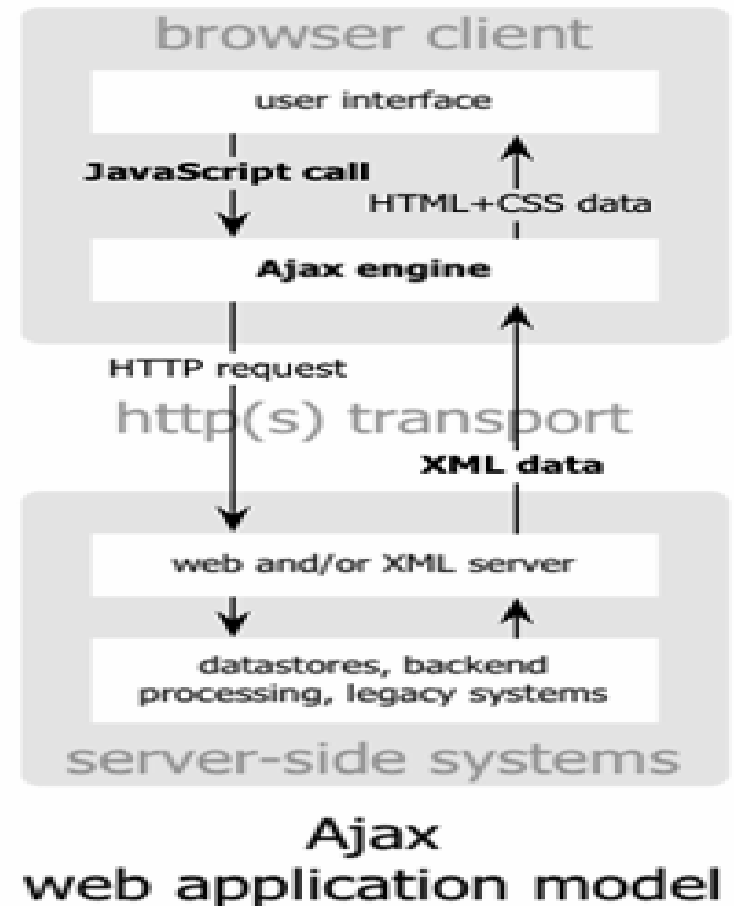 browser client
user interface
JavaScript call
HTML+CSS data
Ajax engine
HTTP request
http(s) transport
XML data
web and/or XML server
datastores, backend
processing, legacy systems
server-side systems
Ajax
web application model